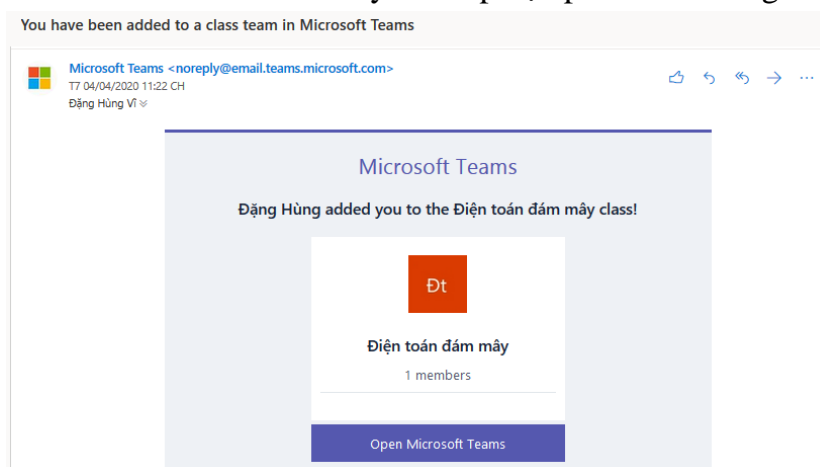 You have been added to a class team in Microsoft Teams
Microsoft Teams <noreply@email.teams.microsoft.com>
T7 04/04/2020 11:22 CH
Đặng Hùng Vĩ
Microsoft Teams
Đặng Hùng added you to the Điện toán đám mây class!
Đt
Điện toán đám mây
1 members
Open Microsoft Teams